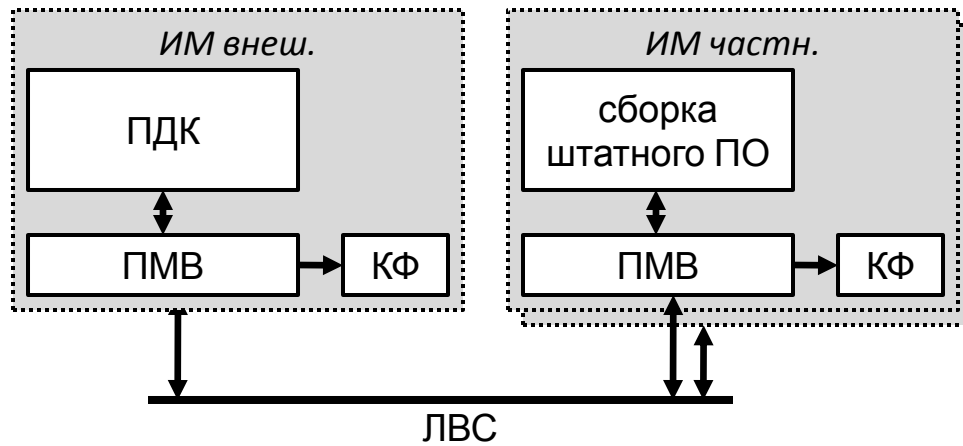 ИМ внеш.
ПДК
ПМВ
КФ
ИМ частн.
сборка
штатного ПО
ПМВ
КФ
ЛВС